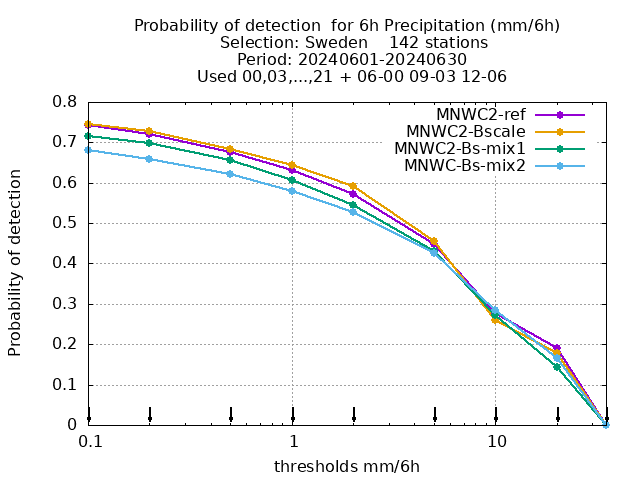 Probability of detection  for 6h Precipitation (mm/6h)
Selection: Sweden    142 stations
Period: 20240601-20240630
Used 00,03,...,21 + 06-00 09-03 12-06
MNWC2-ref
MNWC2-Bscale
MNWC2-Bs-mix1
MNWC-Bs-mix2
Probability of detection
0.8
0.7
0.6
0.5
0.4
0.3
0.2
0.1
0
0.1 1 10
thresholds mm/6h